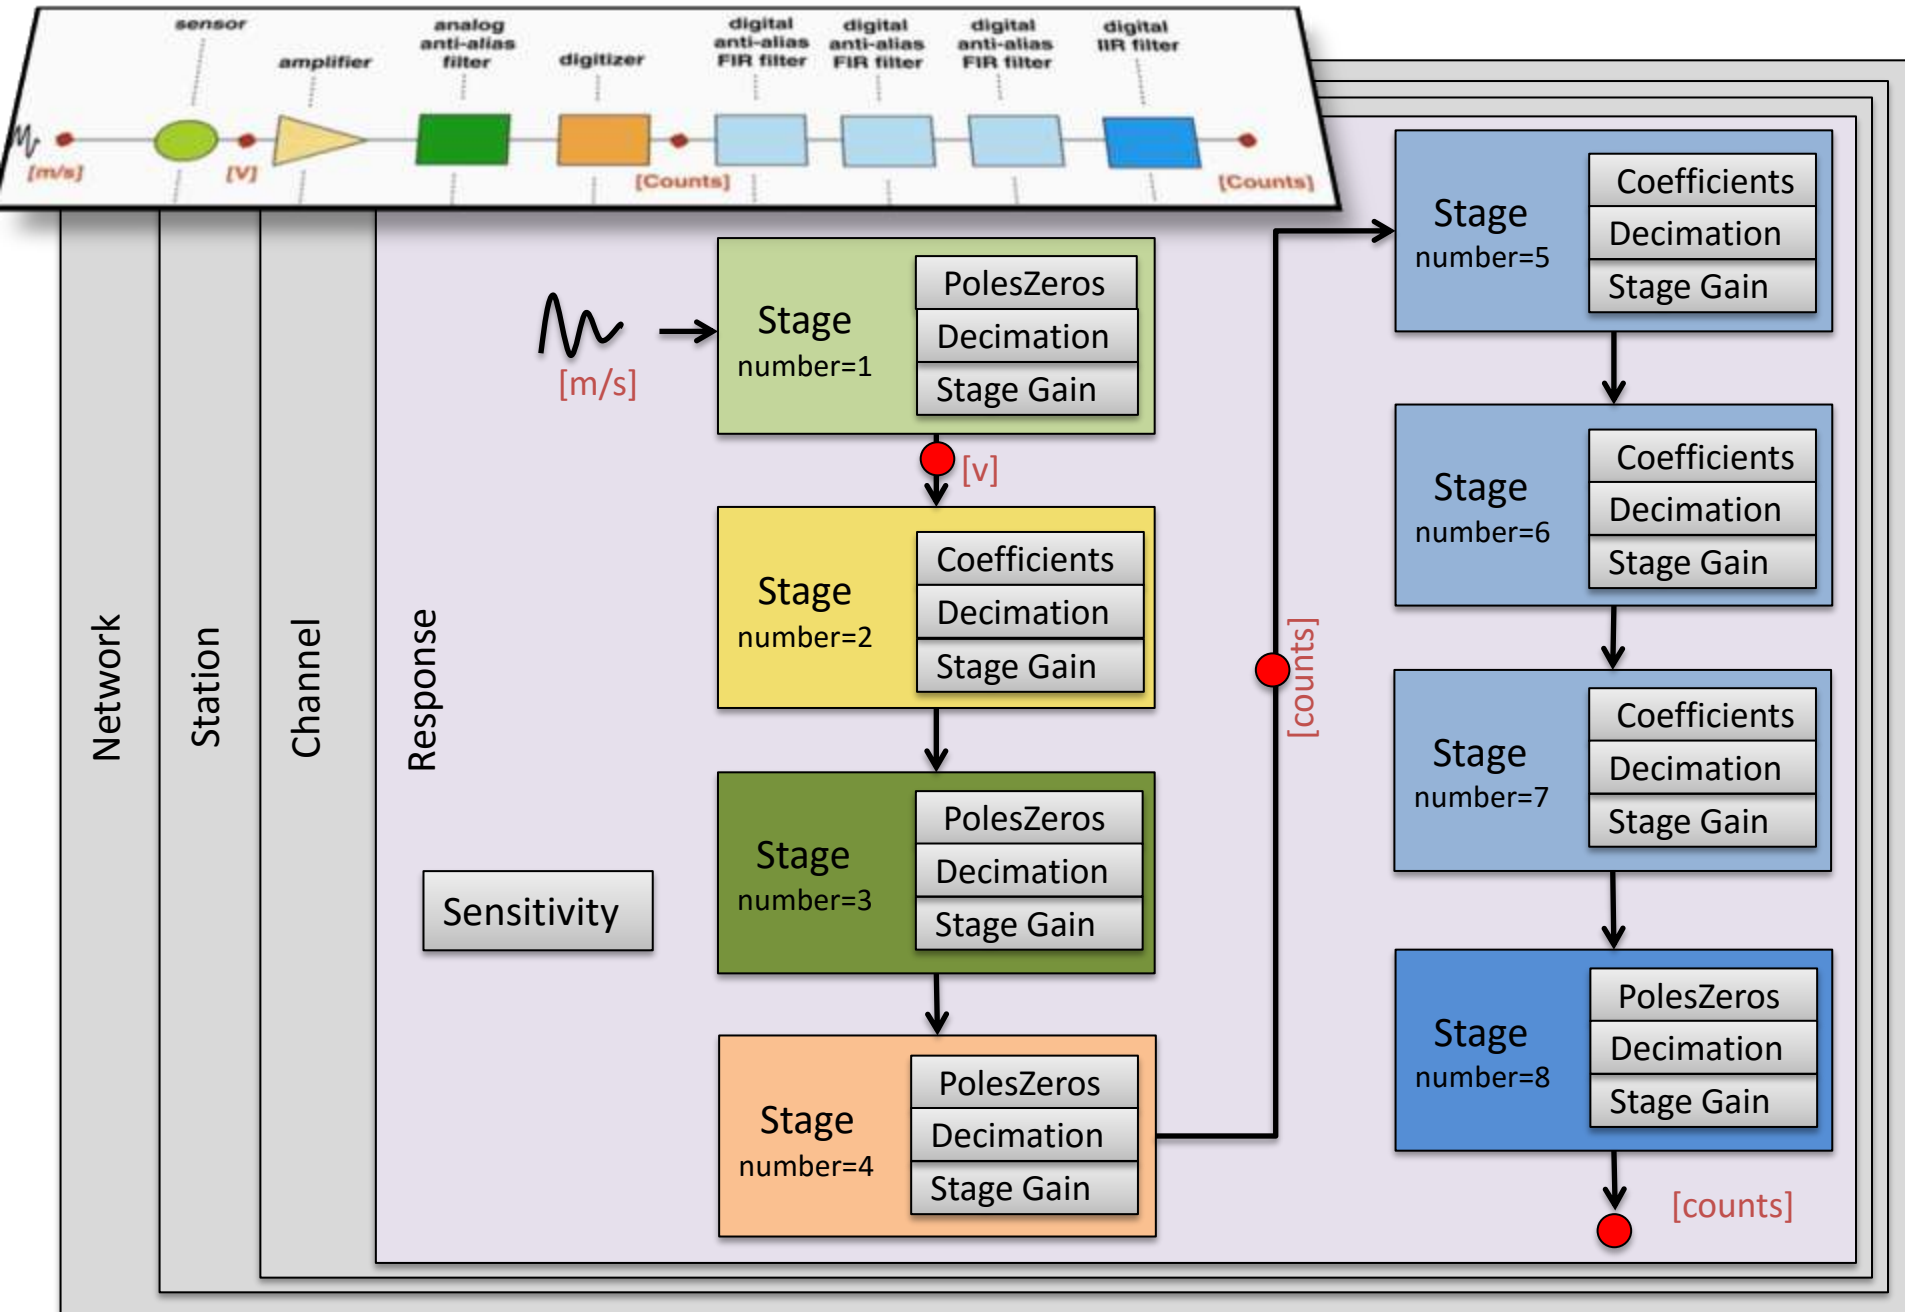 sensor
amplifier
analog
anti-alias
filter
digitizer
digital
anti-alias
FIR filter
digital
anti-alias
FIR filter
digital
anti-alias
FIR filter
digital
IIR filter
[m/s]
[V]
[Counts]
[Counts]
Network
Station
Channel
Response
Sensitivity
[m/s]
Stage
number=1
PolesZeros
Decimation
Stage Gain
[v]
Stage
number=2
Coefficients
Decimation
Stage Gain
Stage
number=3
PolesZeros
Decimation
Stage Gain
Stage
number=4
PolesZeros
Decimation
Stage Gain
[counts]
Stage
number=5
Coefficients
Decimation
Stage Gain
Stage
number=6
Coefficients
Decimation
Stage Gain
Stage
number=7
Coefficients
Decimation
Stage Gain
Stage
number=8
PolesZeros
Decimation
Stage Gain
[counts]